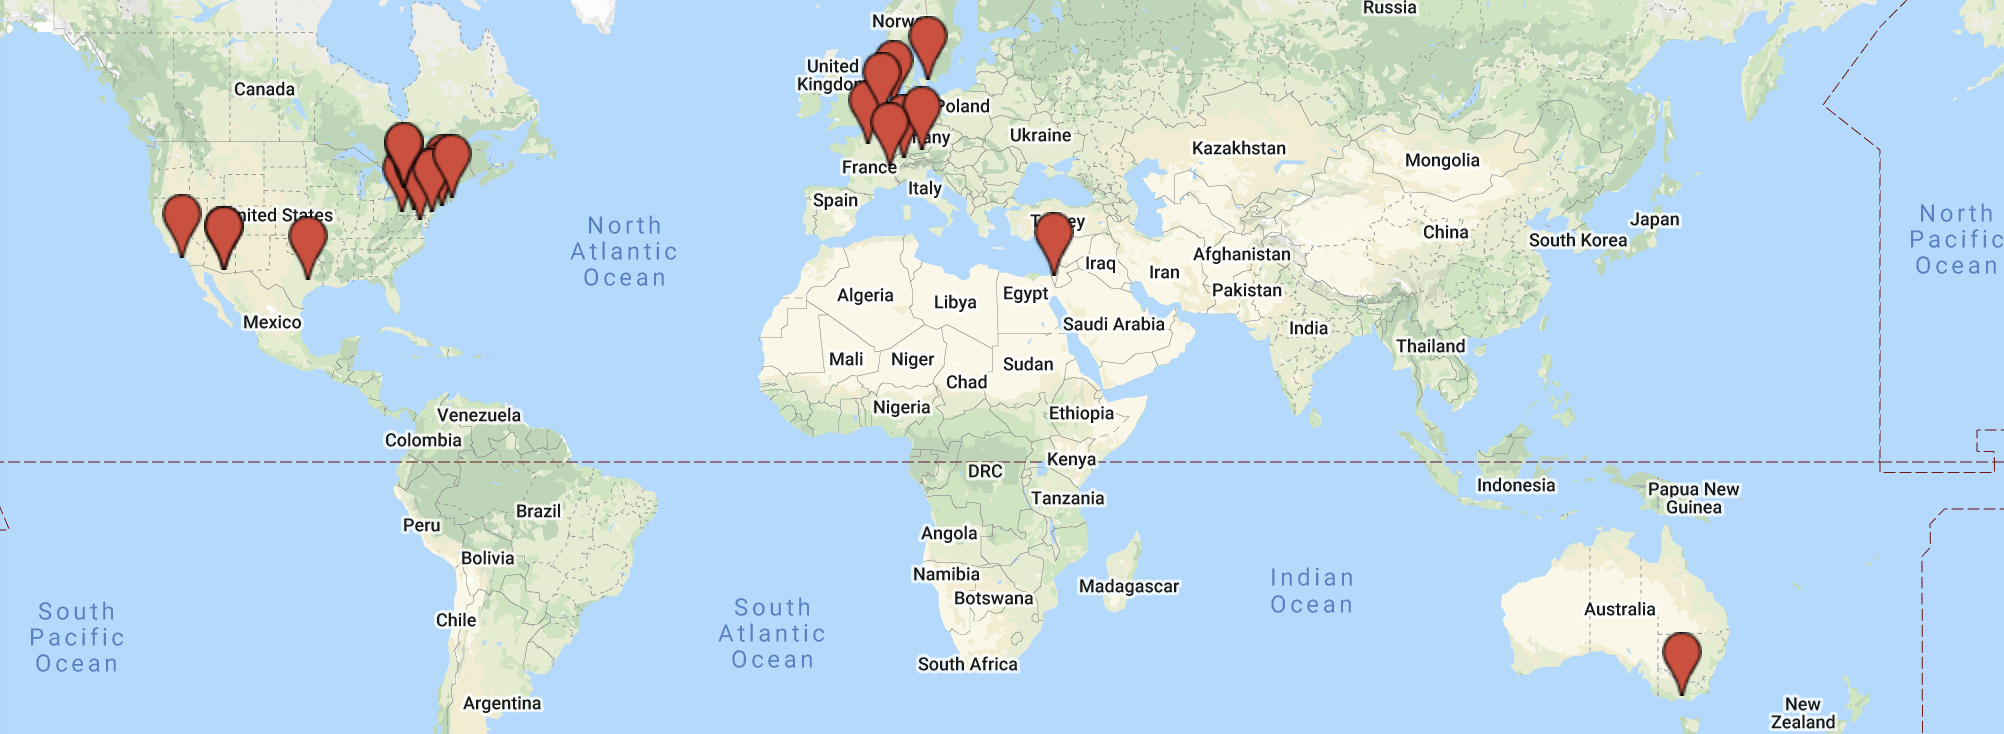 Russia
Norw
United
Kingdo
Canada
Poland
Ukraine
many
Kazakhstan
Mongolia
France
Italy
Spain
United States
Turkey
North
Atlantic
Ocean
Japan
South Korea
China
North
Pacific
Ocean
Afghanistan
Iraq
Iran
Pakistan
Algeria
Libya
Egypt
Mexico
Saudi Arabia
India
Thailand
Mali
Niger
Sudan
Chad
Nigeria
Ethiopia
Venezuela
Colombia
Kenya
DRC
Indonesia
Papua New
Guinea
Tanzania
Brazil
Peru
Angola
Bolivia
Namibia
Madagascar
Botswana
Indian
Ocean
Australia
South
Pacific
Ocean
Chile
South
Atlantic
Ocean
South Africa
Argentina
New
Zealand